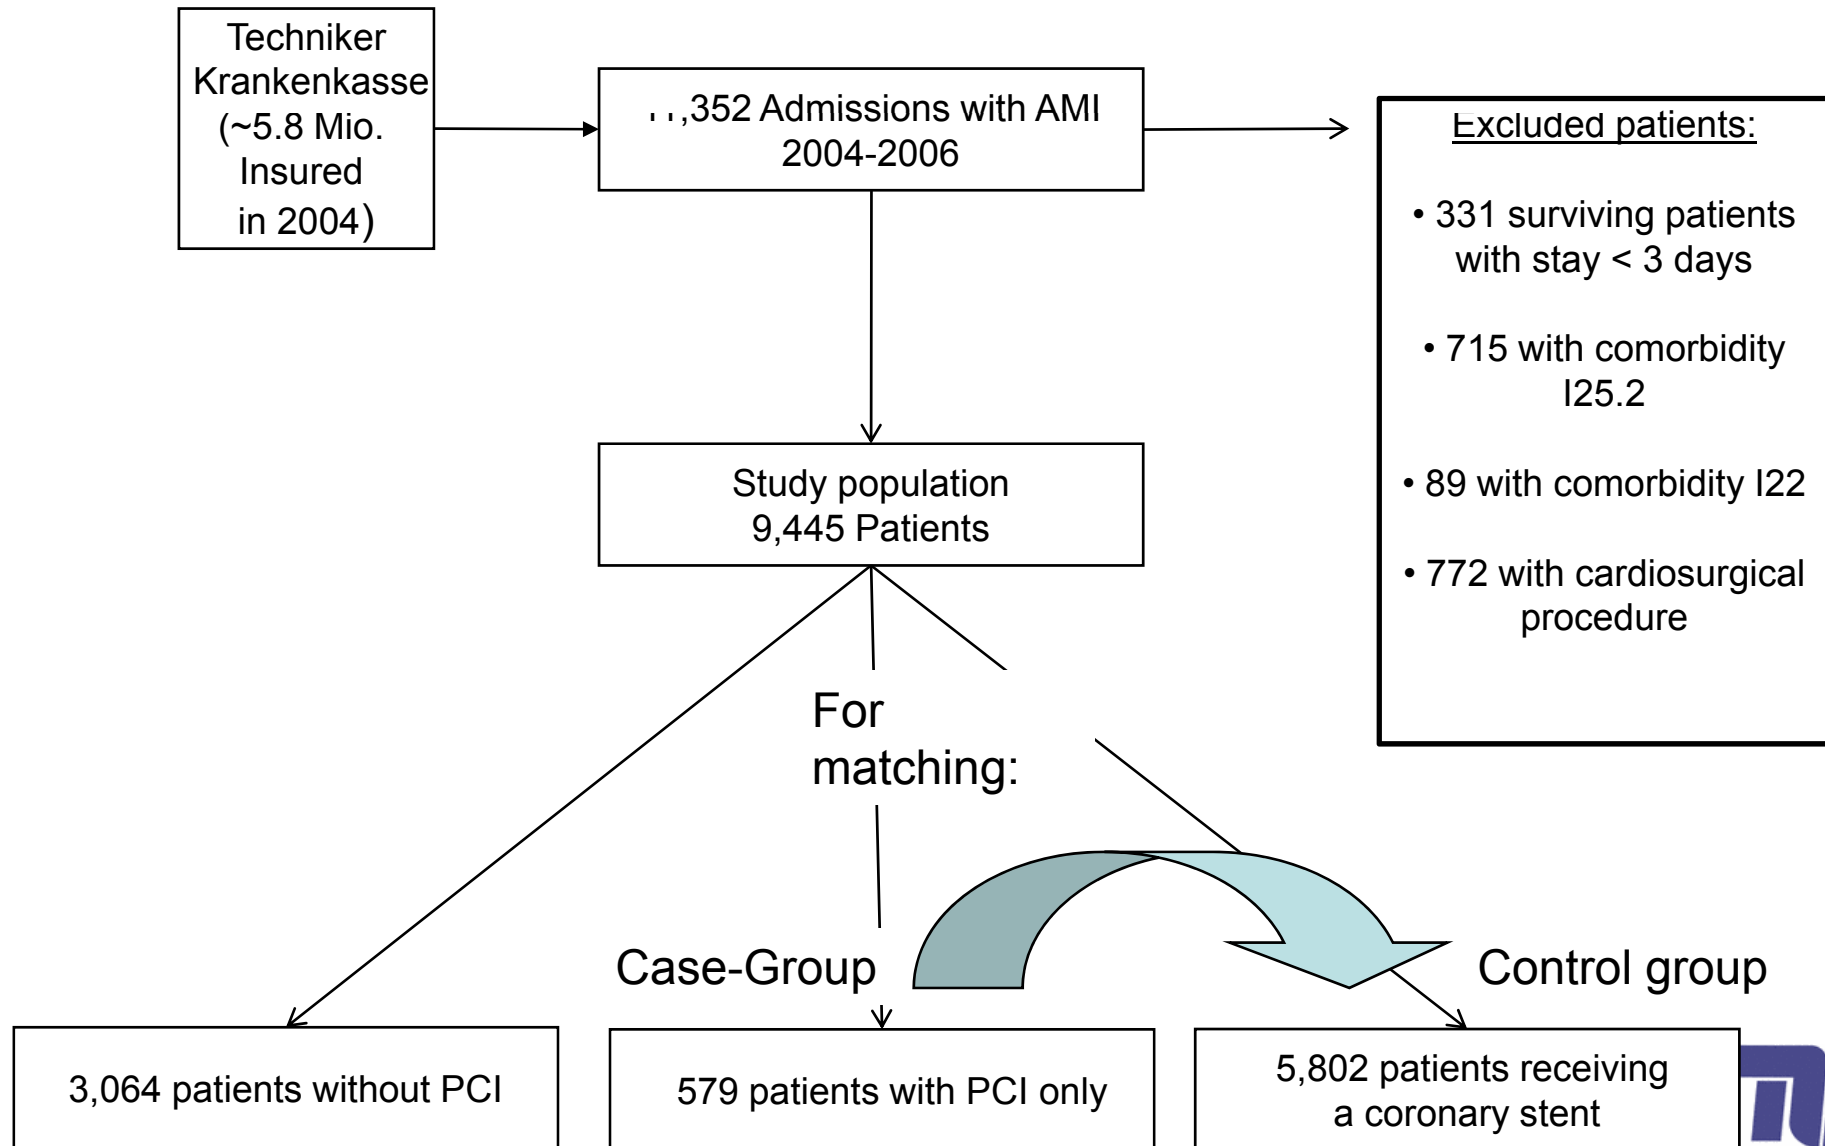 Techniker
Krankenkasse
(~5.8 Mio.
Insured
in 2004)
,352 Admissions with AMI
2004-2006
Excluded patients:
• 331 surviving patients
with stay < 3 days
• 715 with comorbidity
I25.2
• 89 with comorbidity I22
• 772 with cardiosurgical
procedure
Study population
9,445 Patients
For
matching:
Case-Group
Control group
3,064 patients without PCI
579 patients with PCI only
5,802 patients receiving
a coronary stent